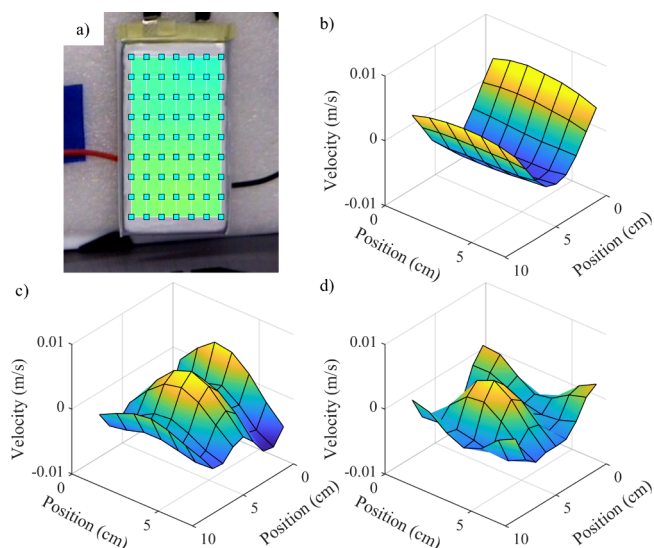 a)
b)
0.01
0
-0.01
Velocity (m/s)
0
5
Position (cm)
10
5
0
Position (cm)
c)
0.01
0
-0.01
Velocity (m/s)
0
5
Position (cm)
10
5
0
Position (cm)
d)
0.01
0
-0.01
Velocity (m/s)
0
5
Position (cm)
10
5
0
Position (cm)